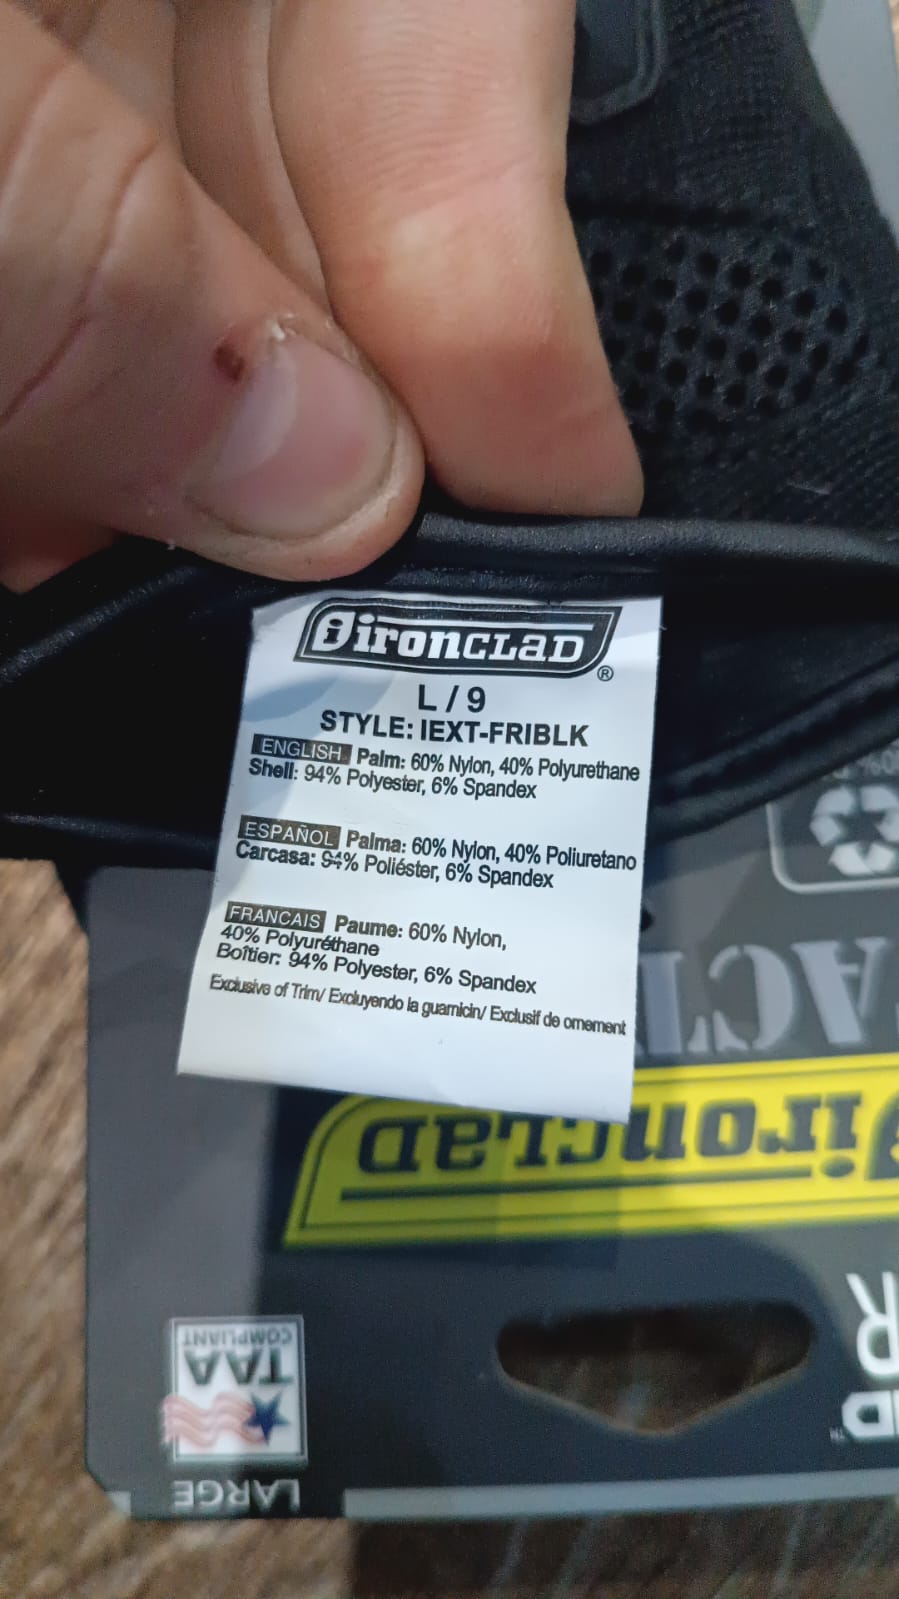 ironclad®
L / 9
STYLE: IEXT-FRIBLK
ENGLISH Palm: 60% Nylon, 40% Polyurethane
Shell: 94% Polyester, 6% Spandex
ESPAÑOL Palma: 60% Nylon, 40% Poliuretano
Carcasa: 94% Poliéster, 6% Spandex
FRANCAIS Paume: 60% Nylon,
40% Polyuréthane
Boîtier: 94% Polyester, 6% Spandex
Exclusive of Trim/ Excluyendo la guarnicin/ Exclusif de ornement
ironclad
LARGE
TAA
COMPLIANT